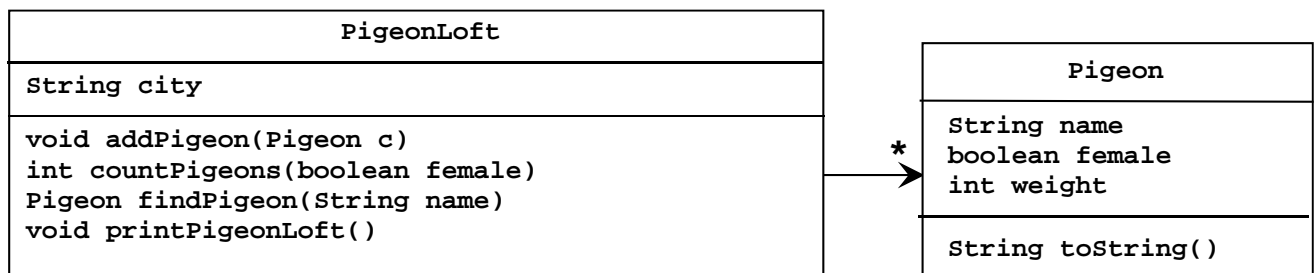 PigeonLoft
String city
void addPigeon(Pigeon c)
int countPigeons(boolean female)
Pigeon findPigeon(String name)
void printPigeonLoft()
*
Pigeon
String name
boolean female
int weight
String toString()